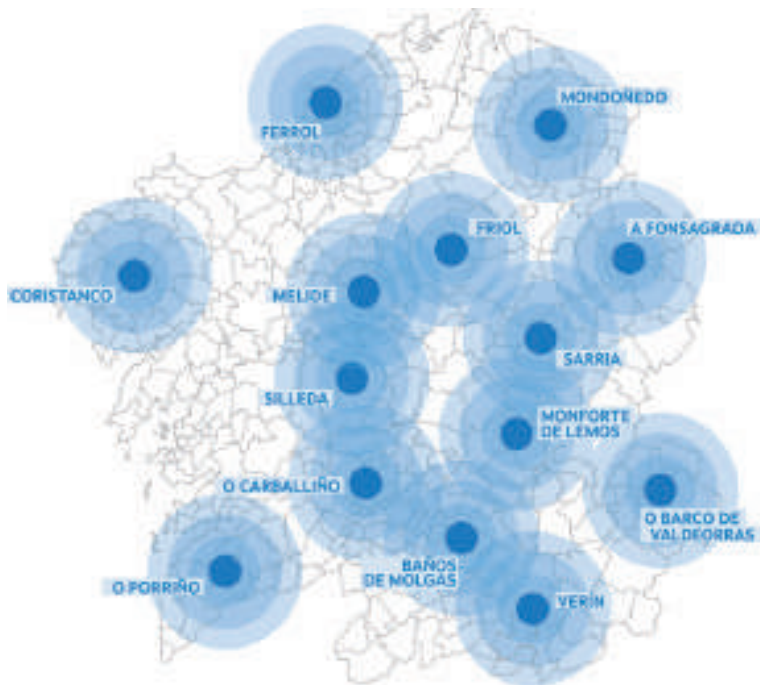 MONDOÑEDO
FERROL
FRIOL
A FONSAGRADA
CORISTANCO
MELIDE
SARRIA
SILLEDA
MONFORTE
DE LEMOS
O CARBALLIÑO
O BARCO DE
VALDEORRAS
BAÑOS
DE MOLGAS
O PORRIÑO
VERÍN